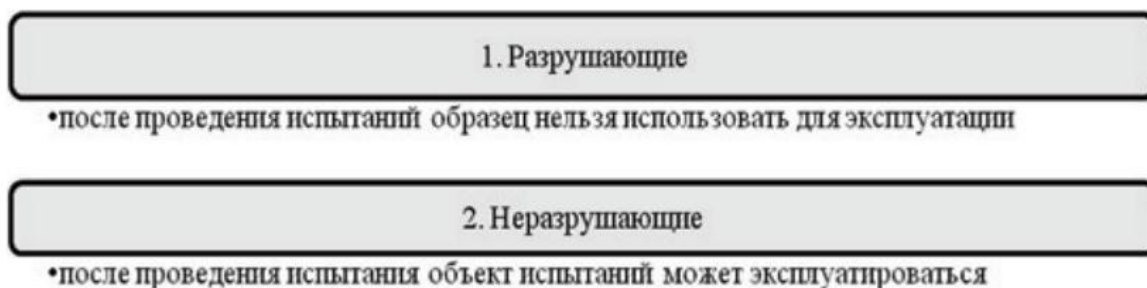 1. Разрушающие
•после проведения испытаний образец нельзя использовать для эксплуатации
2. Неразрушающие
•после проведения испытания объект испытаний может эксплуатироваться